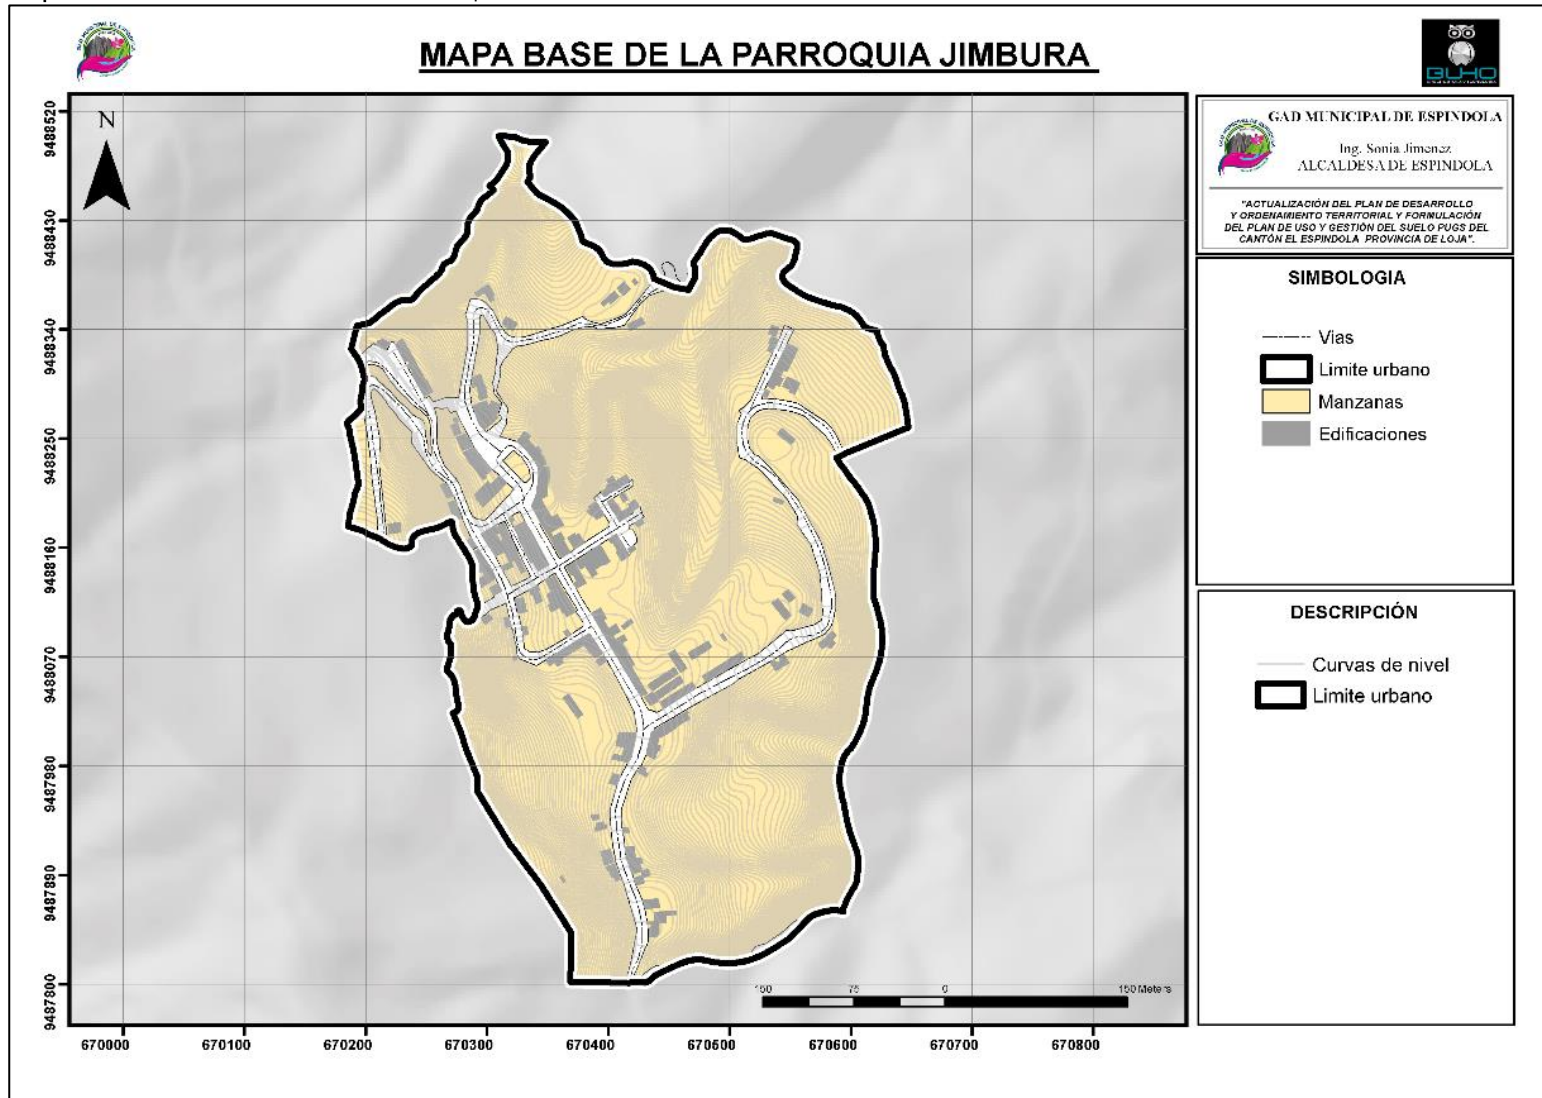 MAPA BASE DE LA PARROQUIA JIMBURA
BUHO
GAD MUNICIPAL DE ESPINDOLA
Ing. Sonia Jimenez
ALCALDESA DE ESPINDOLA
"ACTUALIZACIÓN DEL PLAN DE DESARROLLO
Y ORDENAMIENTO TERRITORIAL Y FORMULACIÓN
DEL PLAN DE USO Y GESTIÓN DEL SUELO PUGS DEL
CANTÓN EL ESPINDOLA PROVINCIA DE LOJA".
SIMBOLOGIA
Vias
Limite urbano
Manzanas
Edificaciones
DESCRIPCIÓN
Curvas de nivel
Limite urbano
N
9488520
9488430
9488340
9488250
9488160
9488070
9487980
9487890
9487800
150 75 0 150 Meters
670000 670100 670200 670300 670400 670500 670600 670700 670800